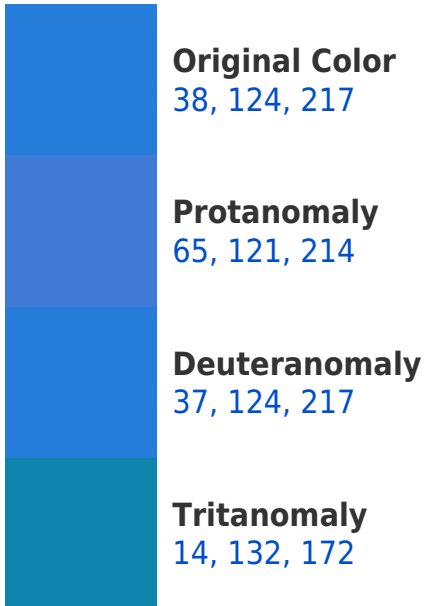 Original Color
38, 124, 217
Protanomaly
65, 121, 214
Deuteranomaly
37, 124, 217
Tritanomaly
14, 132, 172